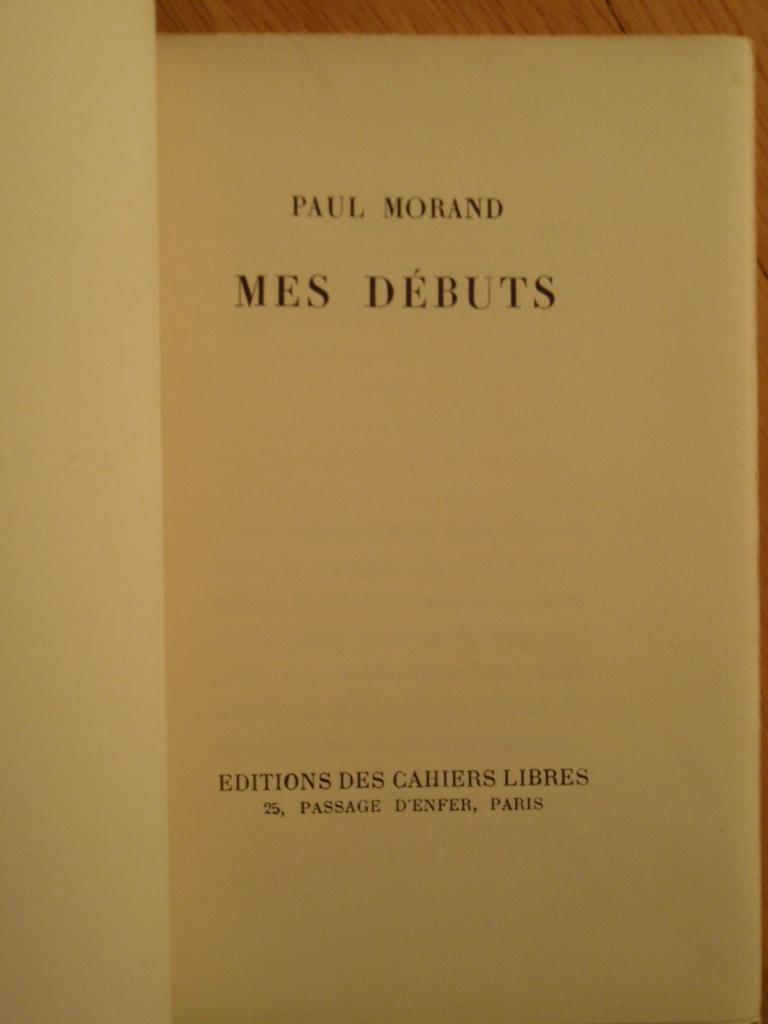 PAUL MORAND
MES DÉBUTS
EDITIONS DES CAHIERS LIBRES
25, PASSAGE D'ENFER, PARIS